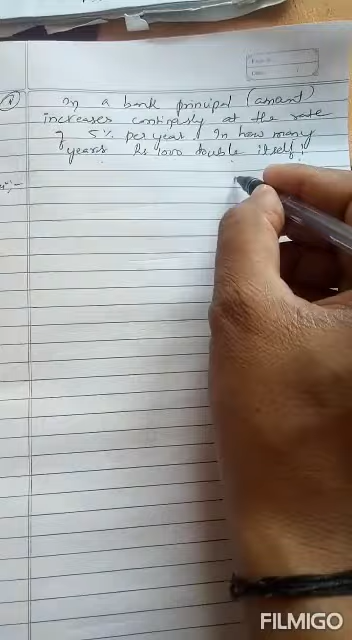 In a bank principal (amount)
increases continously at the rate
of 5% per year. In how many
years Rs 1000 double itself?
FILMIGO